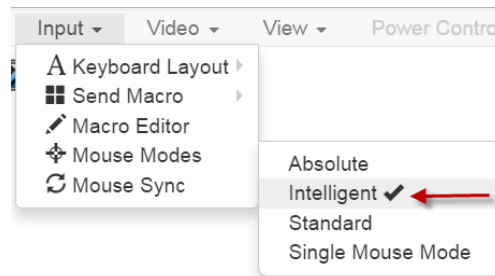 Input Video View Power Contro
Keyboard Layout
Send Macro
Macro Editor
Mouse Modes
Mouse Sync
Absolute
Intelligent
Standard
Single Mouse Mode